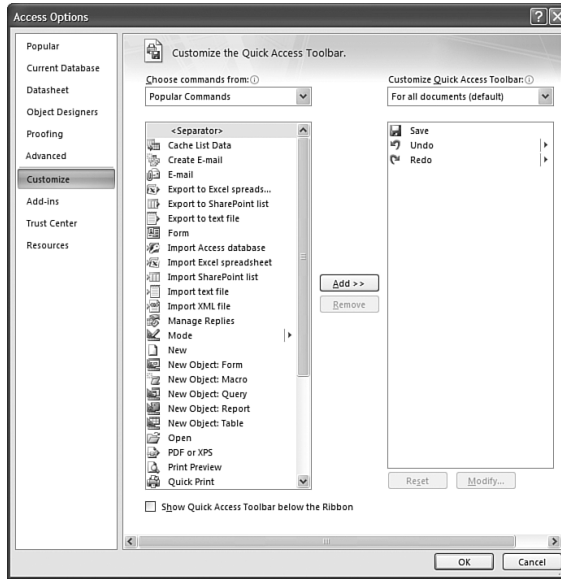 Access Options
Popular
Current Database
Datasheet
Object Designers
Proofing
Advanced
Customize
Add-ins
Trust Center
Resources
Customize the Quick Access Toolbar.
Choose commands from:
Popular Commands
<Separator>
Cache List Data
Create E-mail
E-mail
Export to Excel spreads...
Export to SharePoint list
Export to text file
Form
Import Access database
Import Excel spreadsheet
Import SharePoint list
Import text file
Import XML file
Manage Replies
Mode
New
New Object: Form
New Object: Macro
New Object: Query
New Object: Report
New Object: Table
Open
PDF or XPS
Print Preview
Quick Print
Show Quick Access Toolbar below the Ribbon
Add >>
Remove
Customize Quick Access Toolbar:
For all documents (default)
Save
Undo
Redo
Reset
Modify...
OK
Cancel